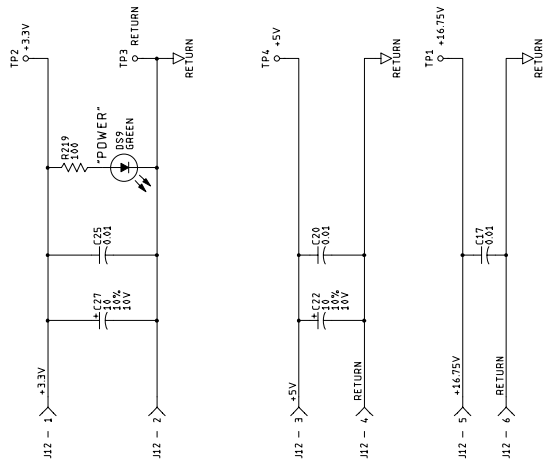 TP2
+3.3V
TP3
RETURN
RETURN
R219
100
"POWER"
DS9
GREEN
C25
0.01
+
C27
10
10%
10V
+3.3V
J12 - 1
J12 - 2
TP4
+5V
RETURN
C20
0.01
+
C22
10
10%
10V
+5V
RETURN
J12 - 3
J12 - 4
TP1
+16.75V
RETURN
C17
0.01
+16.75V
RETURN
J12 - 5
J12 - 6